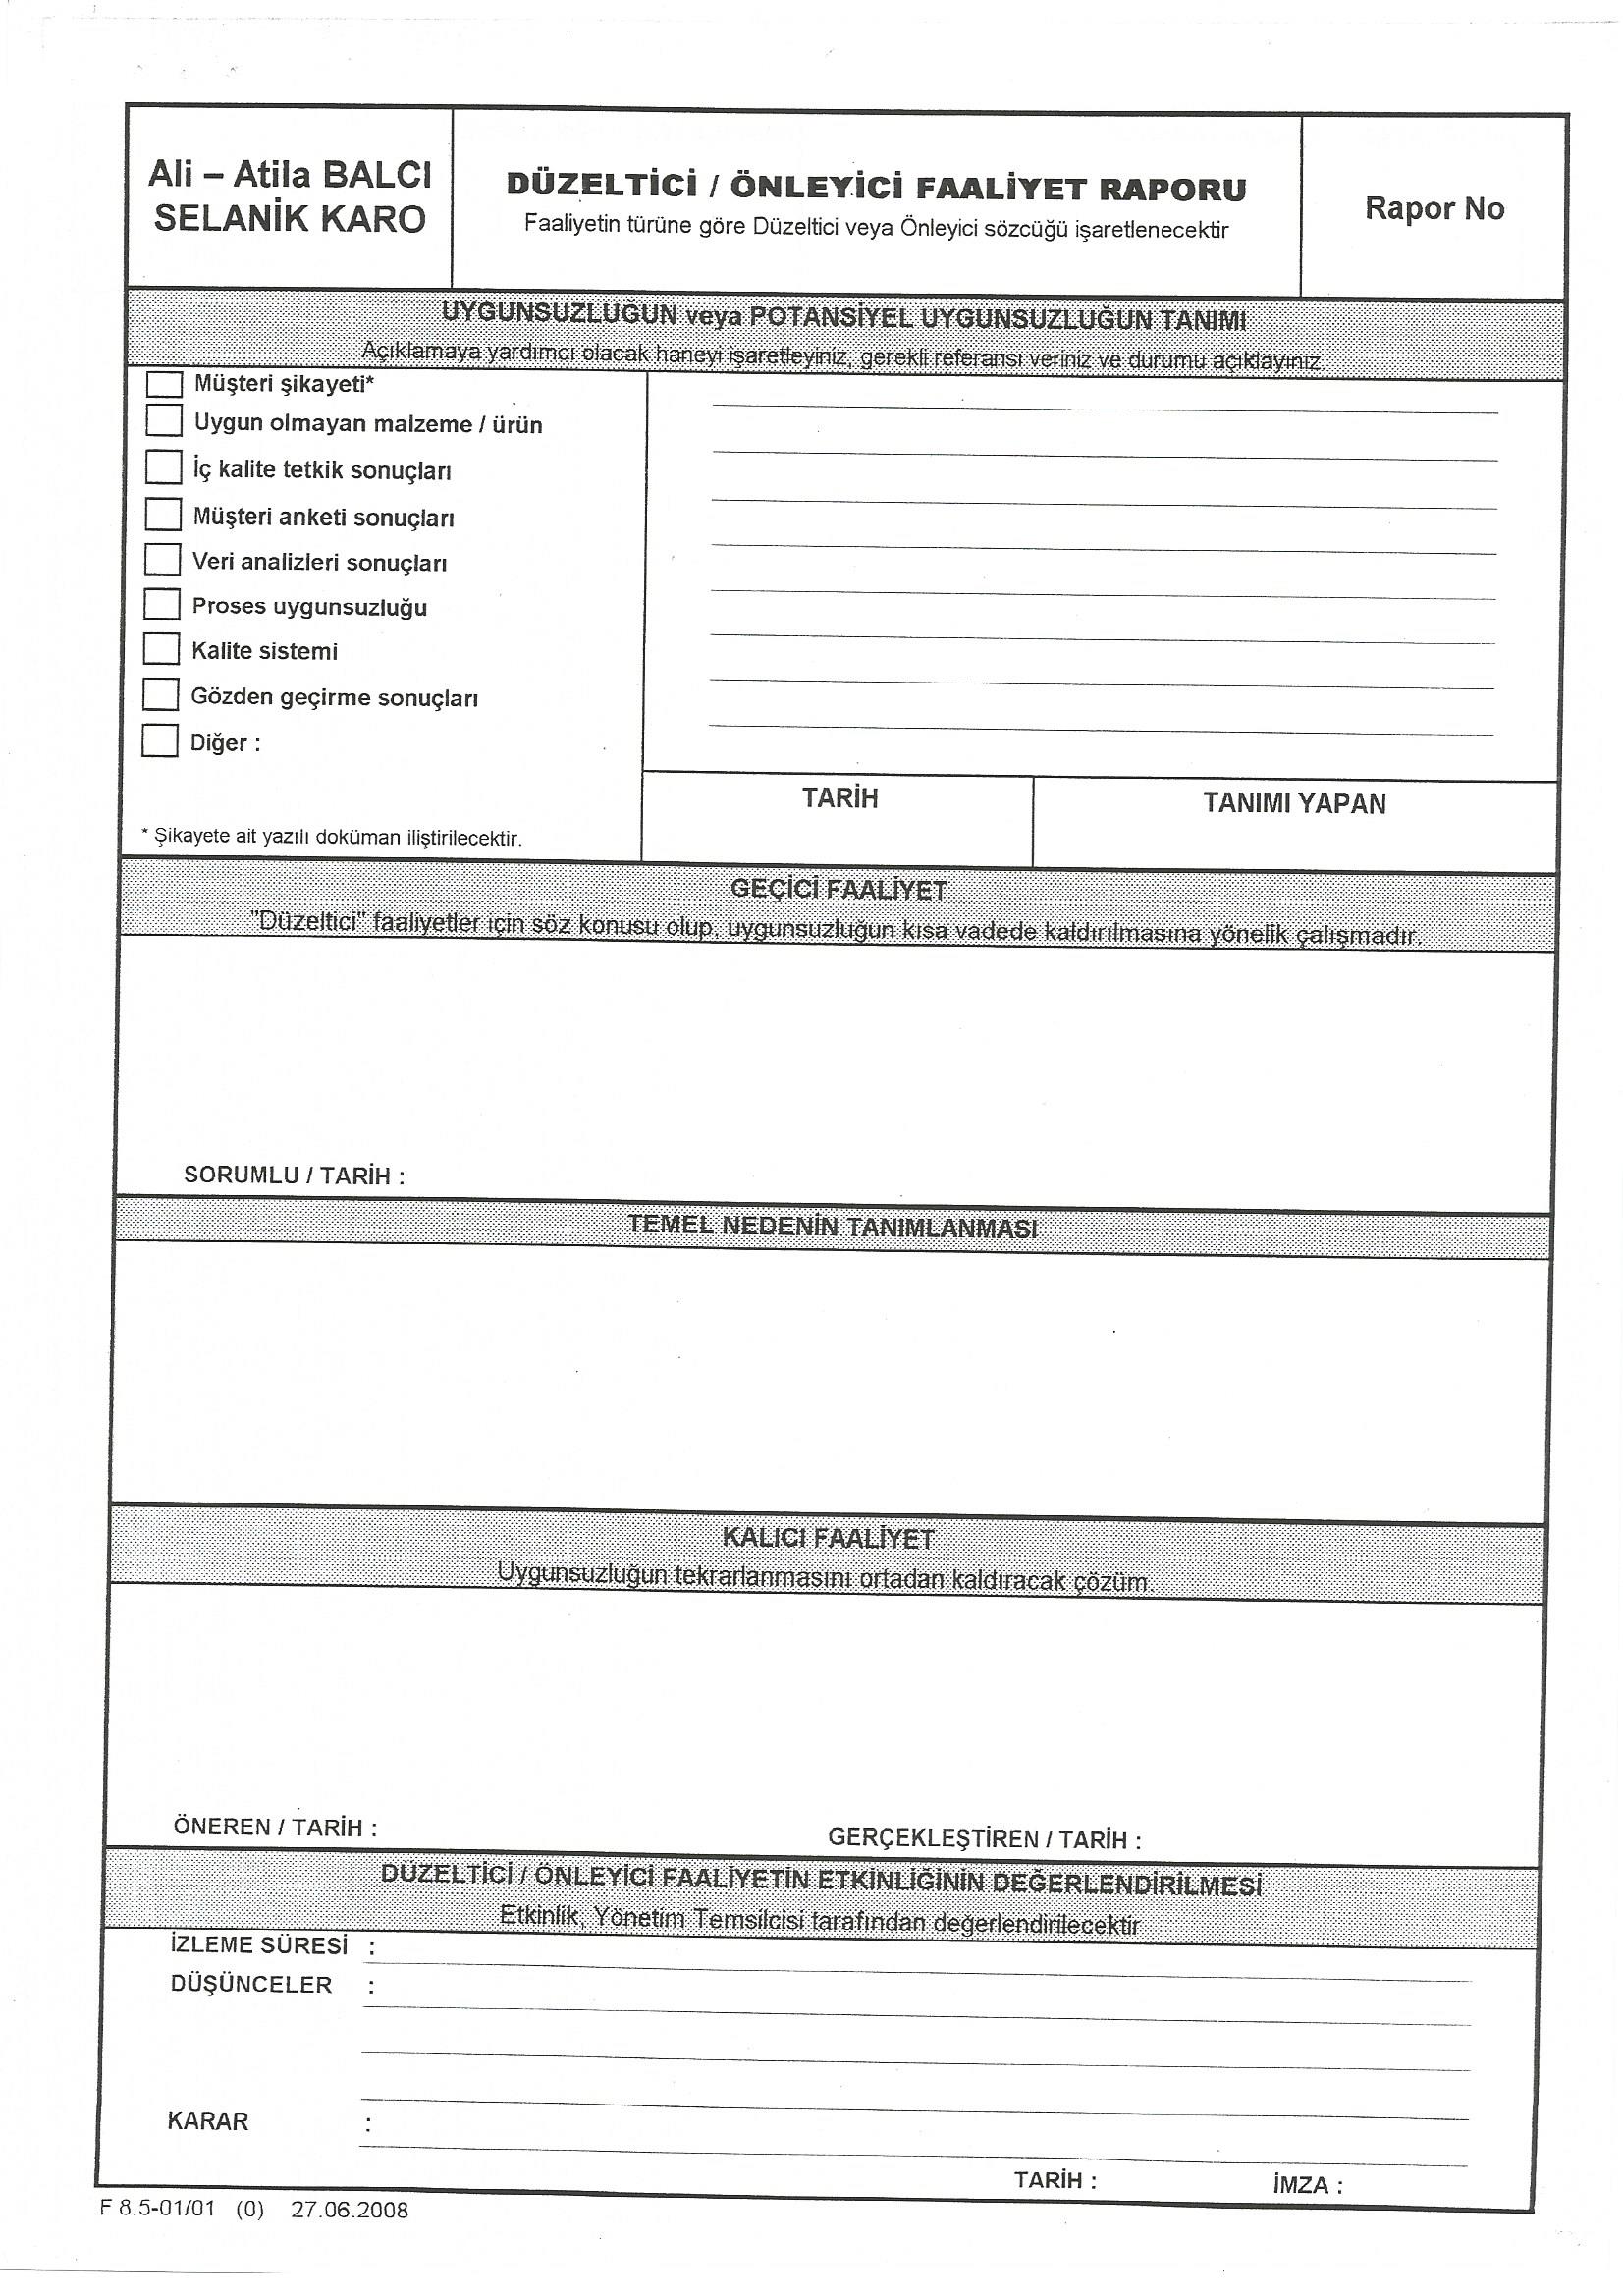 Ali – Atila BALCI
SELANİK KARO
DÜZELTİCİ / ÖNLEYİCİ FAALİYET RAPORU
Faaliyetin türüne göre Düzeltici veya Önleyici sözcüğü işaretlenecektir
Rapor No
UYGUNSUZLUĞUN veya POTANSİYEL UYGUNSUZLUĞUN TANIMI
Açıklamaya yardımcı olacak haneyi işaretleyiniz, gerekli referansı veriniz ve durumu açıklayınız.
Müşteri şikayeti*
Uygun olmayan malzeme / ürün
İç kalite tetkik sonuçları
Müşteri anketi sonuçları
Veri analizleri sonuçları
Proses uygunsuzluğu
Kalite sistemi
Gözden geçirme sonuçları
Diğer :
* Şikayete ait yazılı doküman iliştirilecektir.
TARİH
TANIMI YAPAN
GEÇİCİ FAALİYET
"Düzeltici" faaliyetler için söz konusu olup, uygunsuzluğun kısa vadede kaldırılmasına yönelik çalışmadır.
SORUMLU / TARİH :
TEMEL NEDENİN TANIMLANMASI
KALICI FAALİYET
Uygunsuzluğun tekrarlanmasını ortadan kaldıracak çözüm.
ÖNEREN / TARİH :
GERÇEKLEŞTİREN / TARİH :
DÜZELTİCİ / ÖNLEYİCİ FAALİYETİN ETKİNLİĞİNİN DEĞERLENDİRİLMESİ
Etkinlik, Yönetim Temsilcisi tarafından değerlendirilecektir
İZLEME SÜRESİ :
DÜŞÜNCELER :
KARAR :
TARİH :
İMZA :
F 8.5-01/01 (0) 27.06.2008